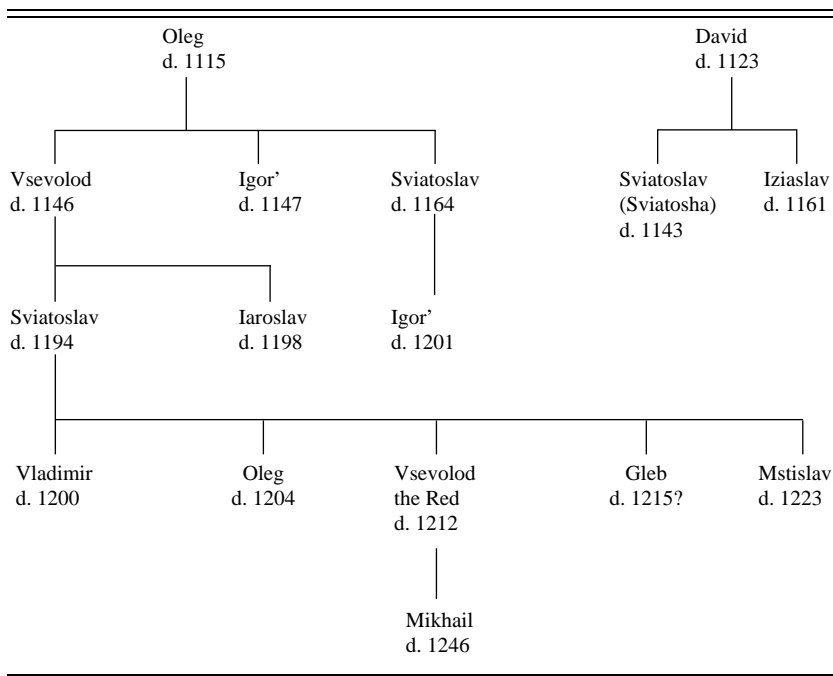 Oleg
d. 1115
David
d. 1123
Vsevolod
d. 1146
Igor’
d. 1147
Sviatoslav
d. 1164
Sviatoslav
(Sviatosha)
d. 1143
Iziaslav
d. 1161
Sviatoslav
d. 1194
Iaroslav
d. 1198
Igor’
d. 1201
Vladimir
d. 1200
Oleg
d. 1204
Vsevolod
the Red
d. 1212
Gleb
d. 1215?
Mstislav
d. 1223
Mikhail
d. 1246